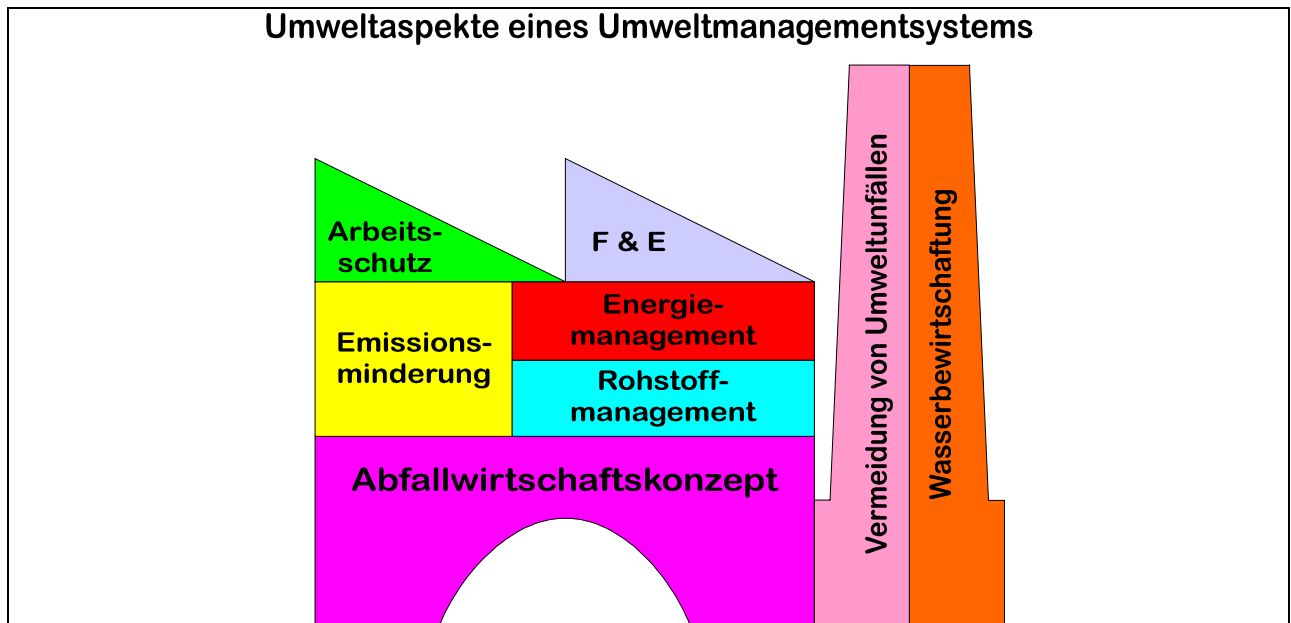 Umweltaspekte eines Umweltmanagementsystems
Arbeits-
schutz
F & E
Emissions-
minderung
Energie-
management
Rohstoff-
management
Abfallwirtschaftskonzept
Vermeidung von Umweltunfällen
Wasserbewirtschaftung